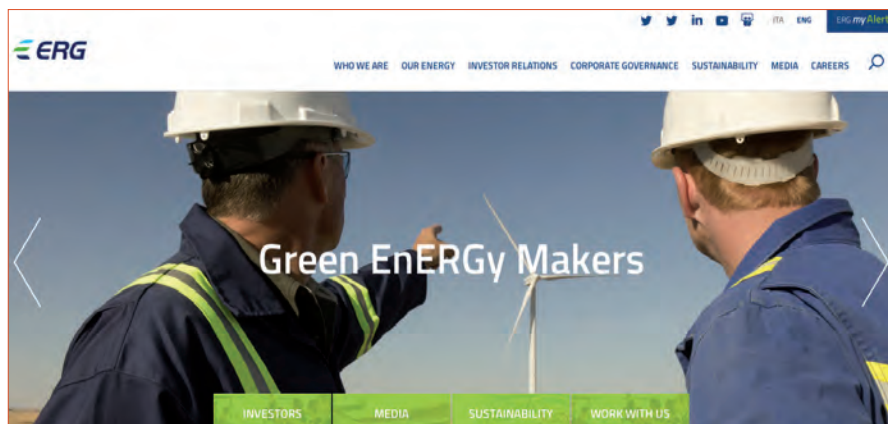 ITA ENG ERG myAlert
ERG
WHO WE ARE OUR ENERGY INVESTOR RELATIONS CORPORATE GOVERNANCE SUSTAINABILITY MEDIA CAREERS
Green EnERGy Makers
INVESTORS MEDIA SUSTAINABILITY WORK WITH US